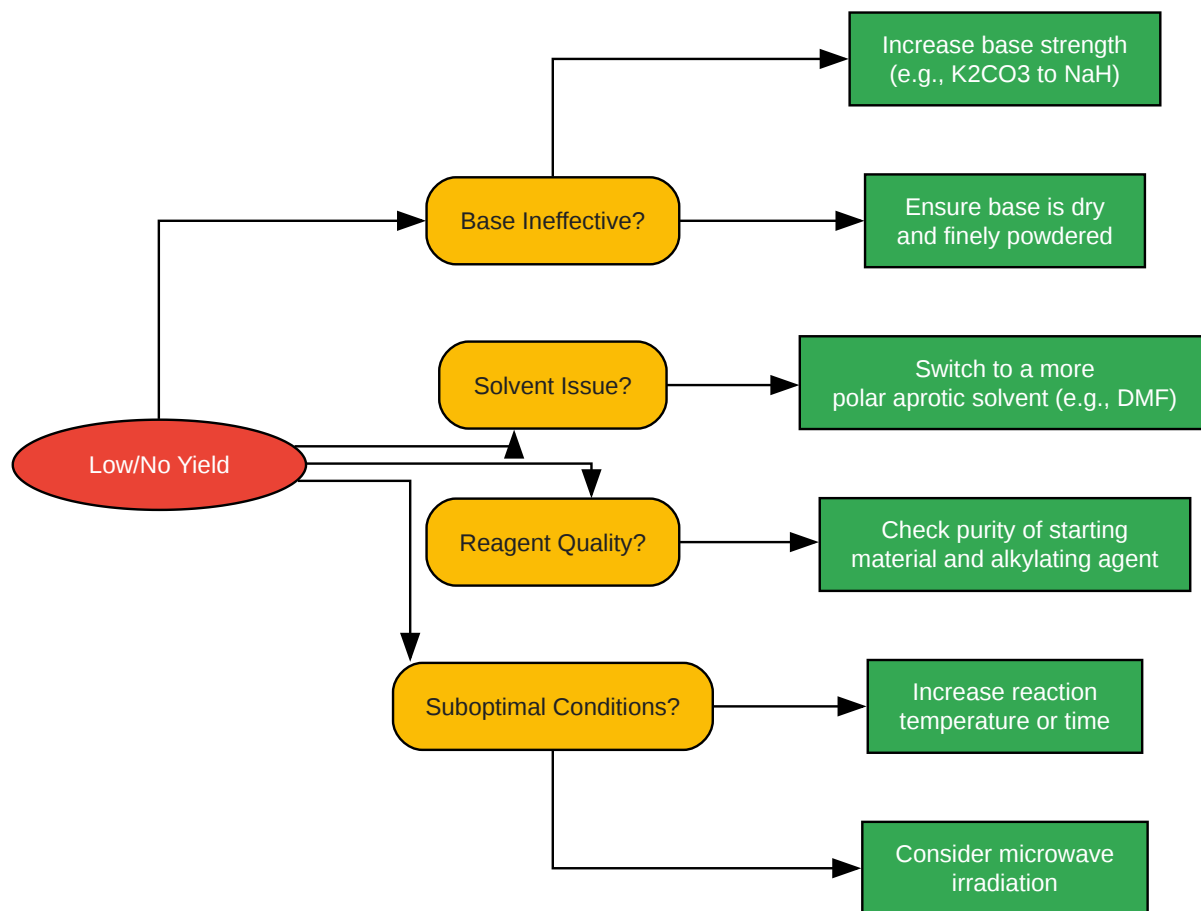 Low/No Yield
Base Ineffective?
Increase base strength
(e.g., K2CO3 to NaH)
Ensure base is dry
and finely powdered
Solvent Issue?
Switch to a more
polar aprotic solvent (e.g., DMF)
Reagent Quality?
Check purity of starting
material and alkylating agent
Suboptimal Conditions?
Increase reaction
temperature or time
Consider microwave
irradiation